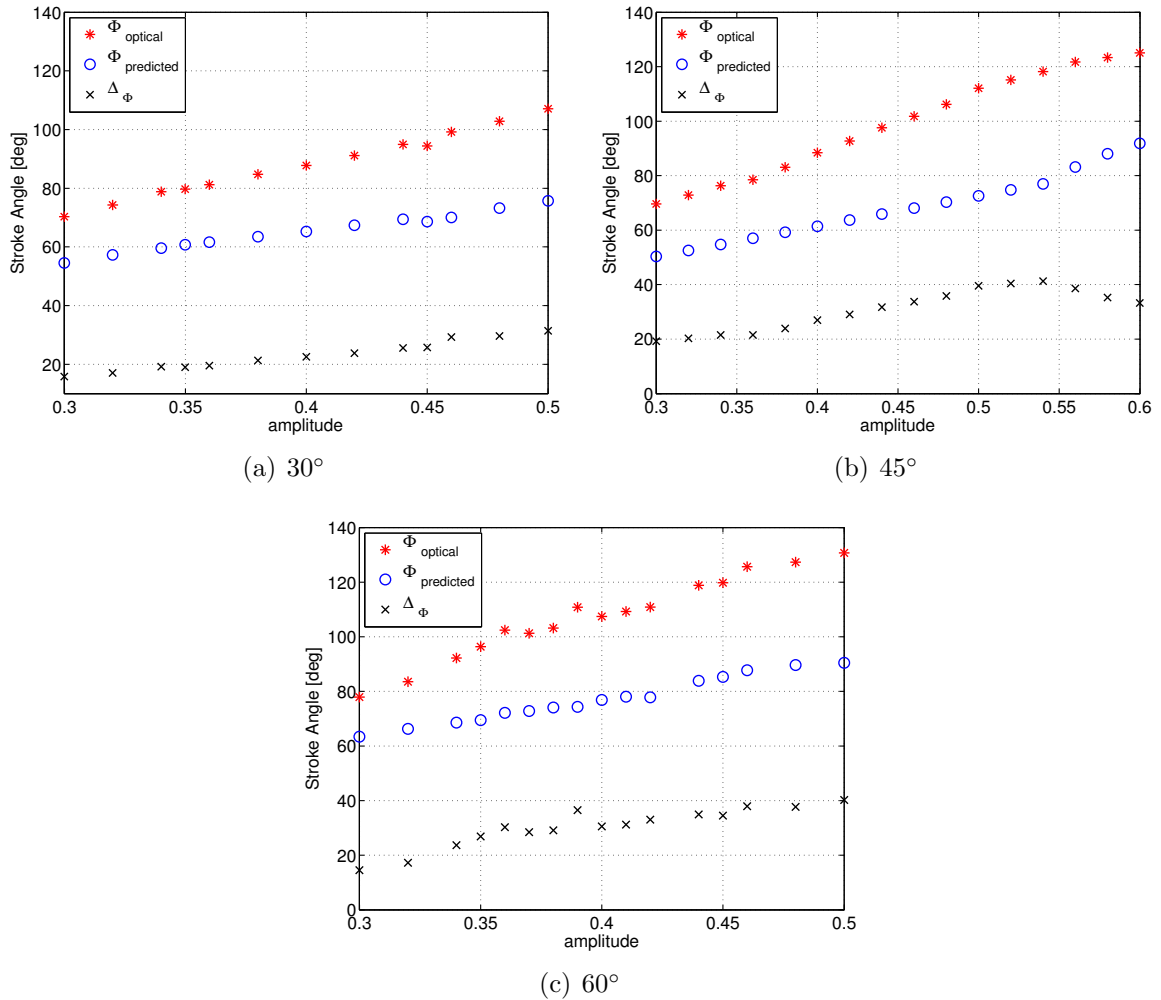 140
120
100
80
60
40
20
0.3 0.35 0.4 0.45 0.5
amplitude
Stroke Angle [deg]
Φ optical
Φ predicted
Δ Φ
(a) 30°
140
120
100
80
60
40
20
0
0.3 0.35 0.4 0.45 0.5 0.55 0.6
amplitude
Stroke Angle [deg]
Φ optical
Φ predicted
Δ Φ
(b) 45°
140
120
100
80
60
40
20
0
0.3 0.35 0.4 0.45 0.5
amplitude
Stroke Angle [deg]
Φ optical
Φ predicted
Δ Φ
(c) 60°